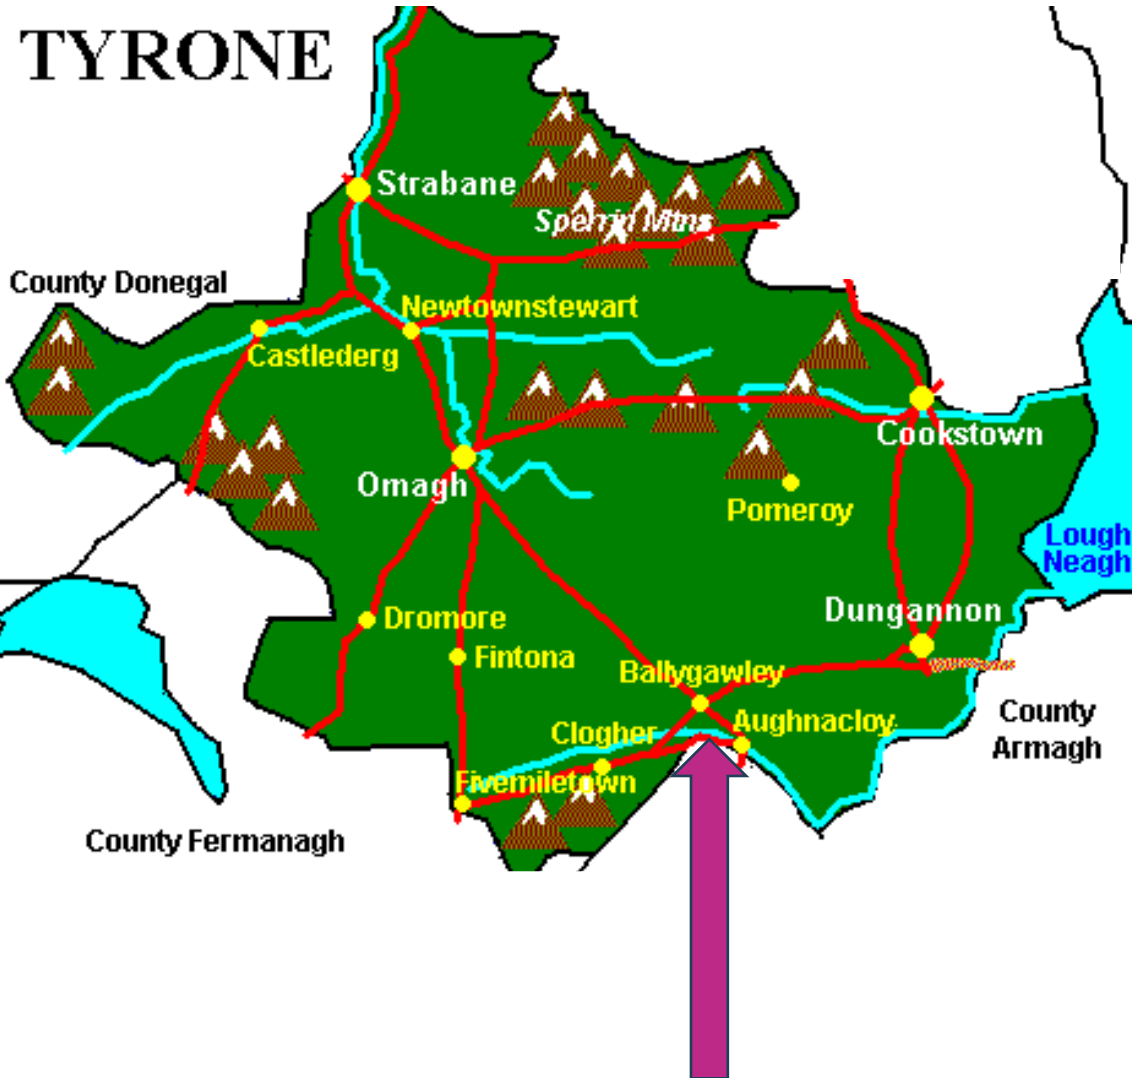 TYRONE
Strabane
Sperrin Mtns
County Donegal
Newtownstewart
Castlederg
Cookstown
Omagh
Pomeroy
Lough
Neagh
Dungannon
Dromore
Fintona
Ballygawley
County
Armagh
Aughnacloy
Clogher
Fivemiletown
County Fermanagh